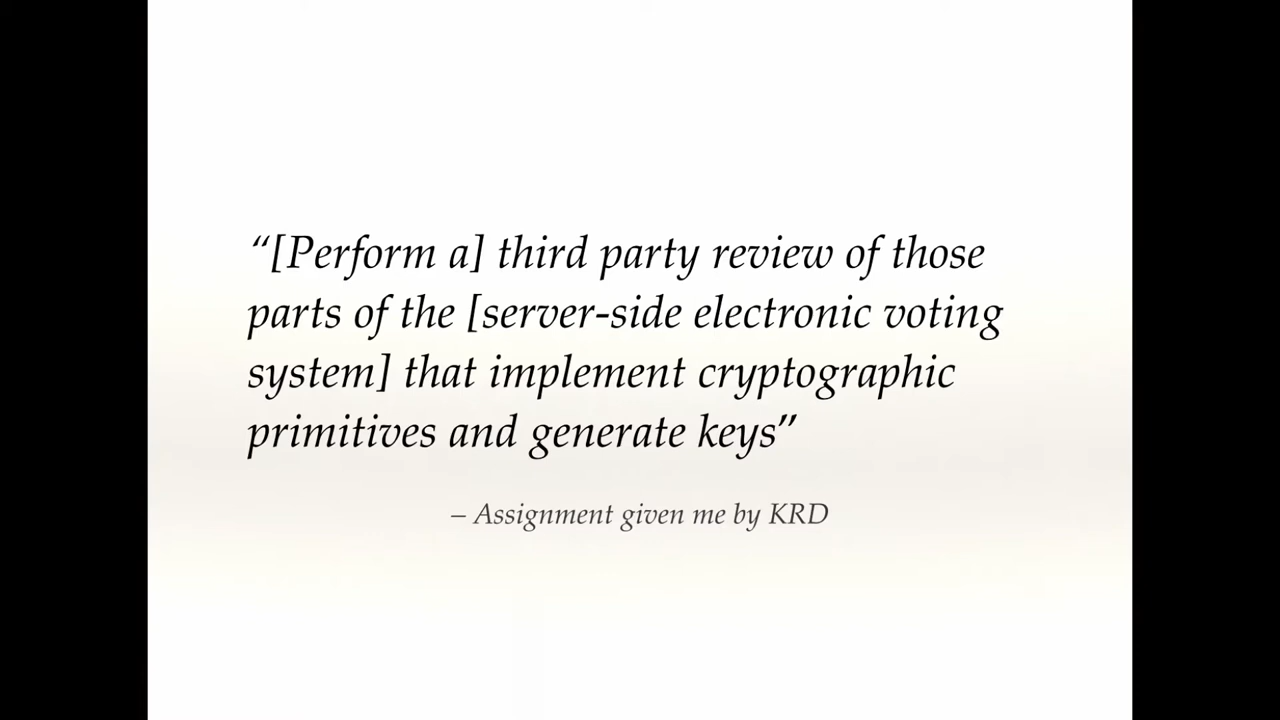 “[Perform a] third party review of those
parts of the [server-side electronic voting
system] that implement cryptographic
primitives and generate keys”
– Assignment given me by KRD